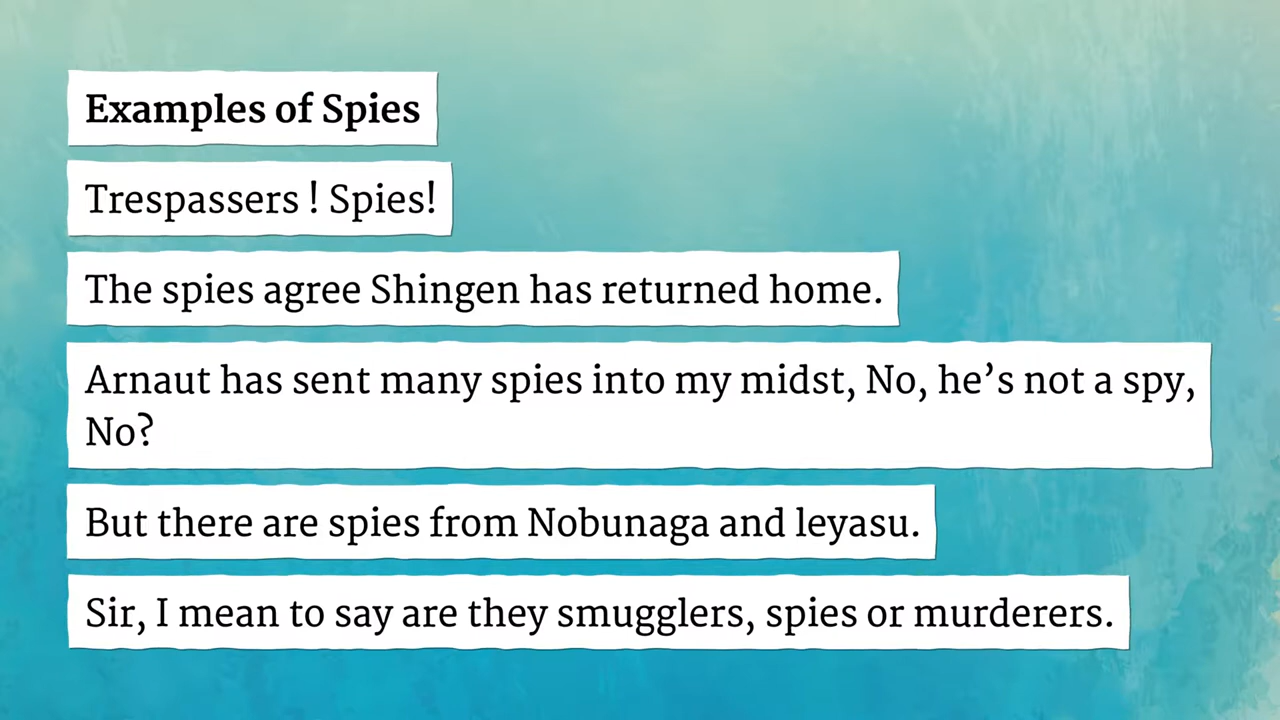 Examples of Spies
Trespassers ! Spies!
The spies agree Shingen has returned home.
Arnaut has sent many spies into my midst, No, he’s not a spy,
No?
But there are spies from Nobunaga and leyasu.
Sir, I mean to say are they smugglers, spies or murderers.